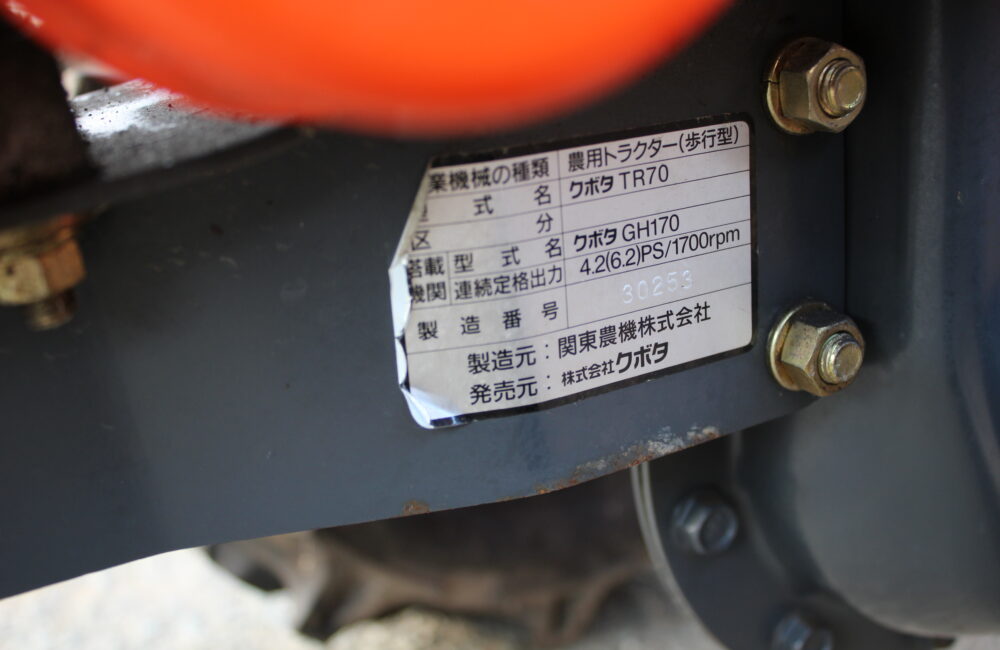 業機械の種類 農用トラクター(歩行型)
型 式 名 クボタ TR70
区 分
搭載 型 式 名 クボタ GH170
機関 連続定格出力 4.2(6.2)PS/1700rpm
製 造 番 号 30253
製造元：関東農機株式会社
発売元：株式会社クボタ